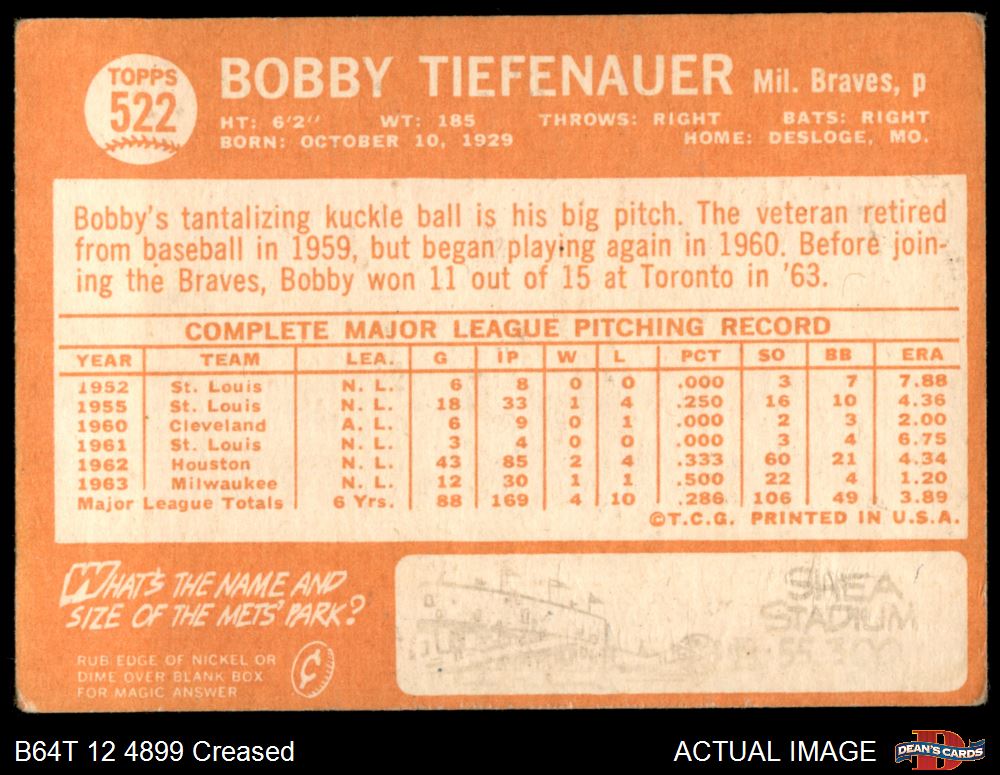 TOPPS
522
BOBBY TIEFENAUER Mil. Braves, p
HT: 6'2" WT: 185 THROWS: RIGHT BATS: RIGHT
BORN: OCTOBER 10, 1929 HOME: DESLOGE, MO.
Bobby's tantalizing kuckle ball is his big pitch. The veteran retired
from baseball in 1959, but began playing again in 1960. Before join-
ing the Braves, Bobby won 11 out of 15 at Toronto in '63.
COMPLETE MAJOR LEAGUE PITCHING RECORD
YEAR TEAM LEA. G IP W L PCT SO BB ERA
1952 St. Louis N. L. 6 8 0 0 .000 3 7 7.88
1955 St. Louis N. L. 18 33 1 4 .250 16 10 4.36
1960 Cleveland A. L. 6 9 0 1 .000 2 3 2.00
1961 St. Louis N. L. 3 4 0 0 .000 3 4 6.75
1962 Houston N. L. 43 85 2 4 .333 60 21 4.34
1963 Milwaukee N. L. 12 30 1 1 .500 22 4 1.20
Major League Totals 6 Yrs. 88 169 4 10 .286 106 49 3.89
©T.C.G. PRINTED IN U.S.A.
WHAT'S THE NAME AND
SIZE OF THE METS' PARK?
RUB EDGE OF NICKEL OR
DIME OVER BLANK BOX
FOR MAGIC ANSWER
SHEA
STADIUM
55,300
B64T 12 4899 Creased ACTUAL IMAGE
DEAN'S CARDS